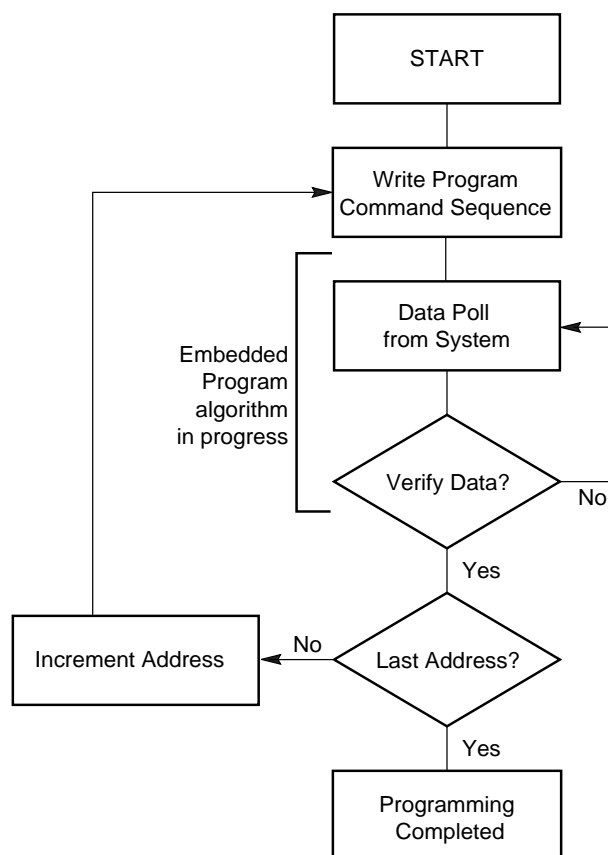 START
Write Program
Command Sequence
Data Poll
from System
Embedded
Program
algorithm
in progress
Verify Data?
No
Yes
Increment Address
No
Last Address?
Yes
Programming
Completed